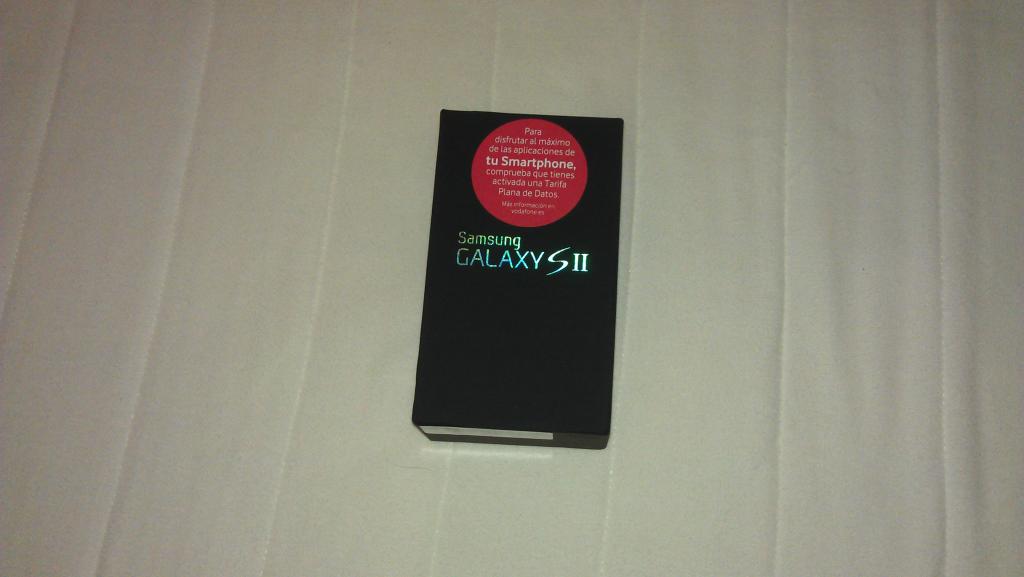 Para
disfrutar al máximo
de las aplicaciones de
tu Smartphone,
comprueba que tienes
activada una Tarifa
Plana de Datos.
Más información en
vodafone.es
Samsung
GALAXY S II